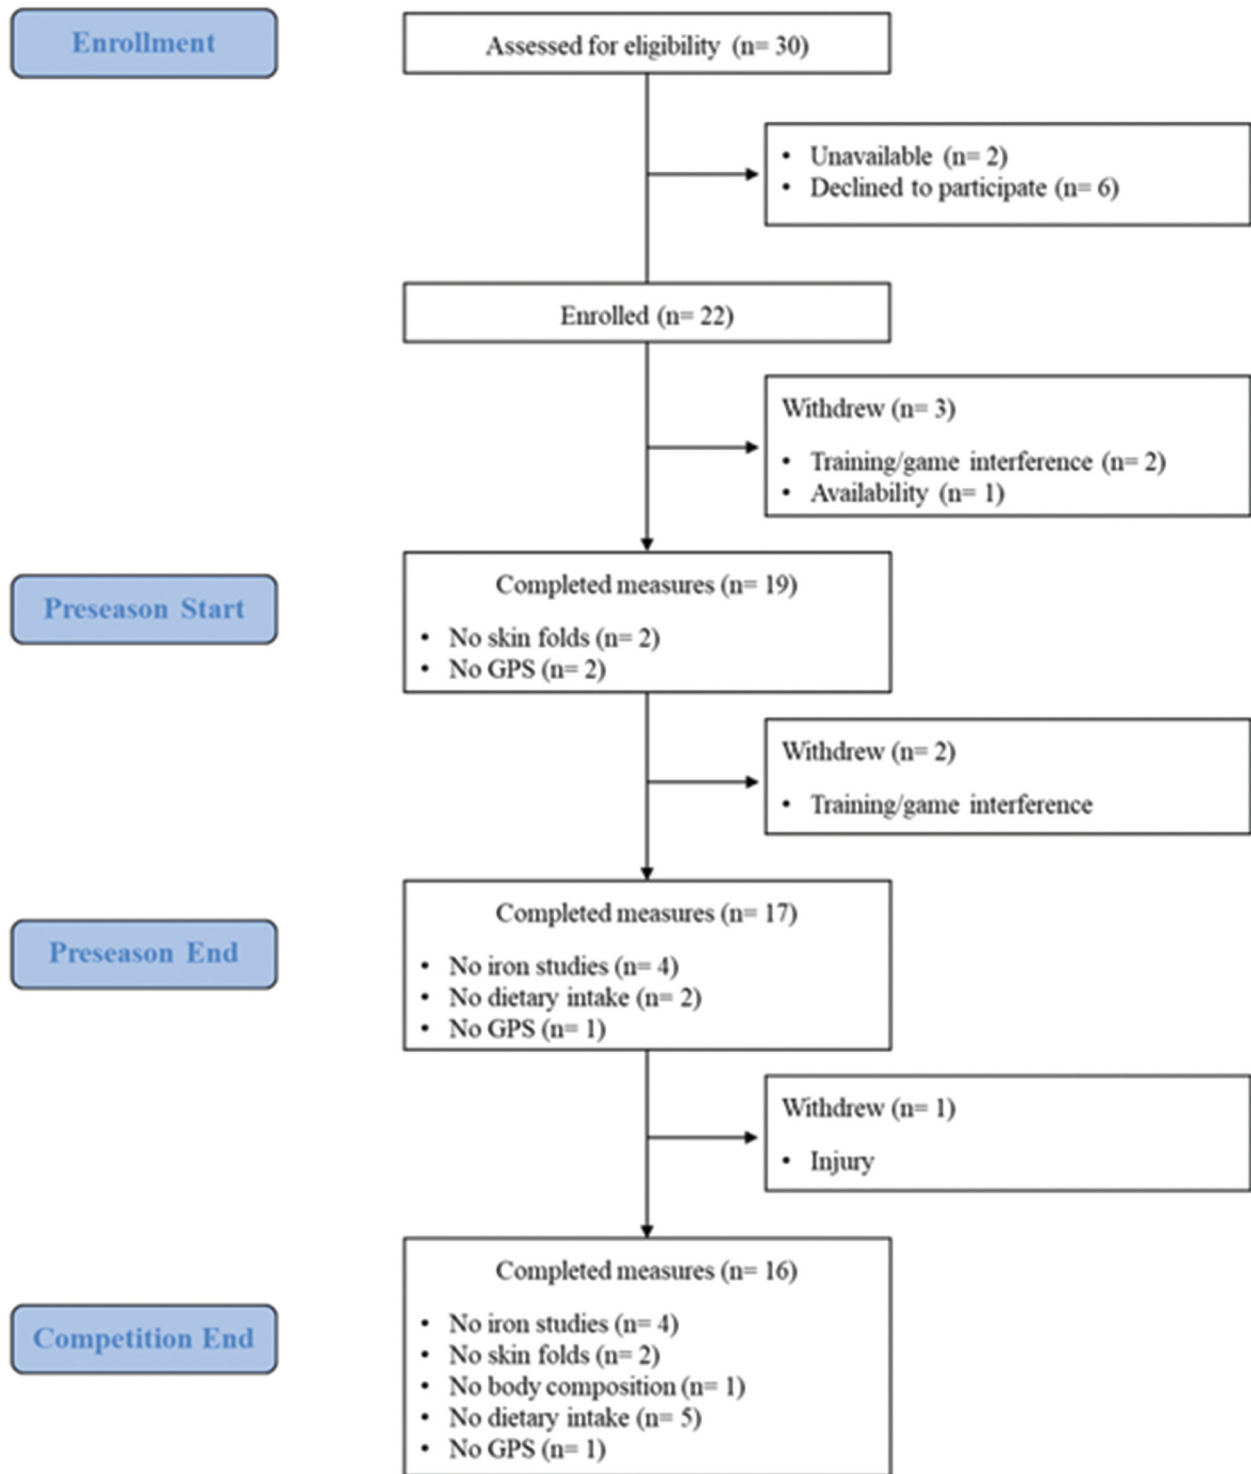 Enrollment
Assessed for eligibility (n= 30)
• Unavailable (n= 2)
• Declined to participate (n= 6)
Enrolled (n= 22)
Withdrew (n= 3)
• Training/game interference (n= 2)
• Availability (n= 1)
Preseason Start
Completed measures (n= 19)
• No skin folds (n= 2)
• No GPS (n= 2)
Withdrew (n= 2)
• Training/game interference
Preseason End
Completed measures (n= 17)
• No iron studies (n= 4)
• No dietary intake (n= 2)
• No GPS (n= 1)
Withdrew (n= 1)
• Injury
Competition End
Completed measures (n= 16)
• No iron studies (n= 4)
• No skin folds (n= 2)
• No body composition (n= 1)
• No dietary intake (n= 5)
• No GPS (n= 1)